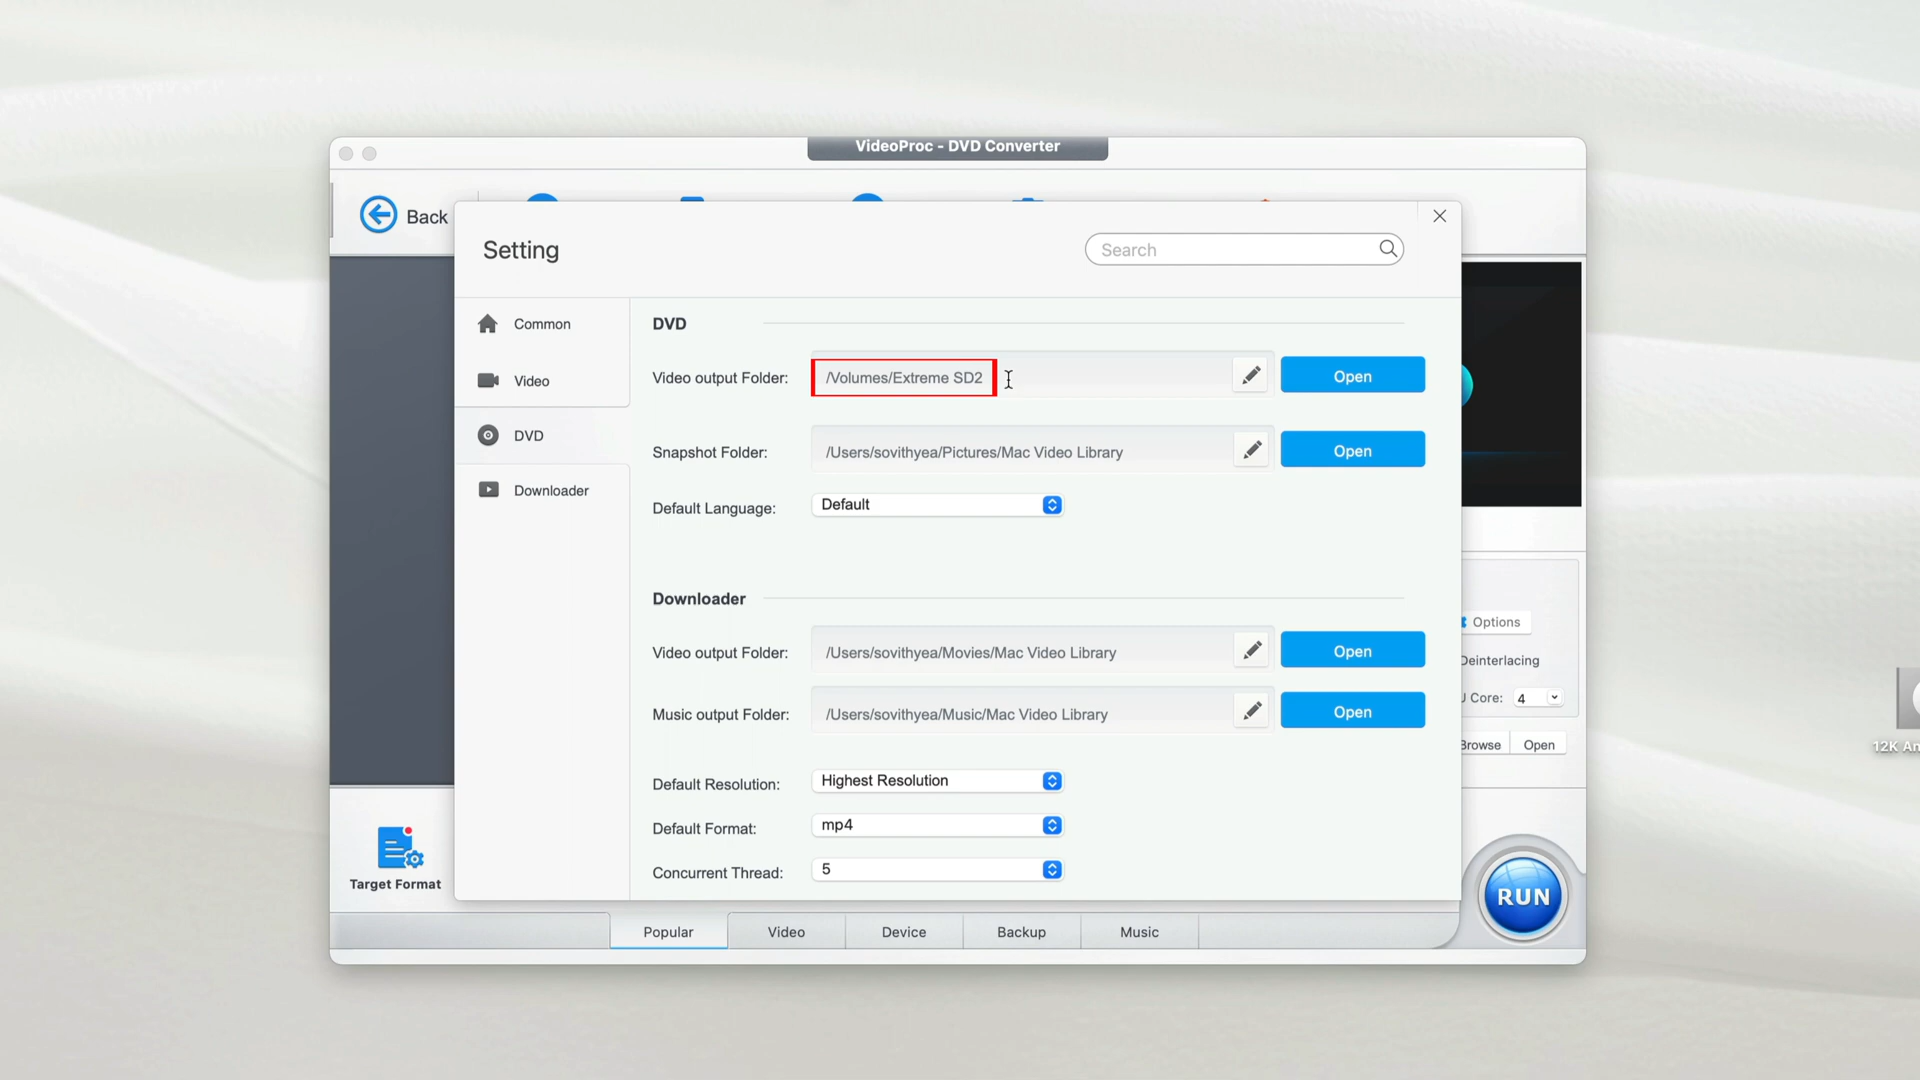 VideoProc - DVD Converter
Back
Setting
Search
Common
Video
DVD
Downloader
DVD
Video output Folder: /Volumes/Extreme SD2 Open
Snapshot Folder: /Users/sovithyea/Pictures/Mac Video Library Open
Default Language: Default
Downloader
Video output Folder: /Users/sovithyea/Movies/Mac Video Library Open
Music output Folder: /Users/sovithyea/Music/Mac Video Library Open
Default Resolution: Highest Resolution
Default Format: mp4
Concurrent Thread: 5
Options
Deinterlacing
Core: 4
Browse Open
12K An
Target Format
RUN
Popular Video Device Backup Music